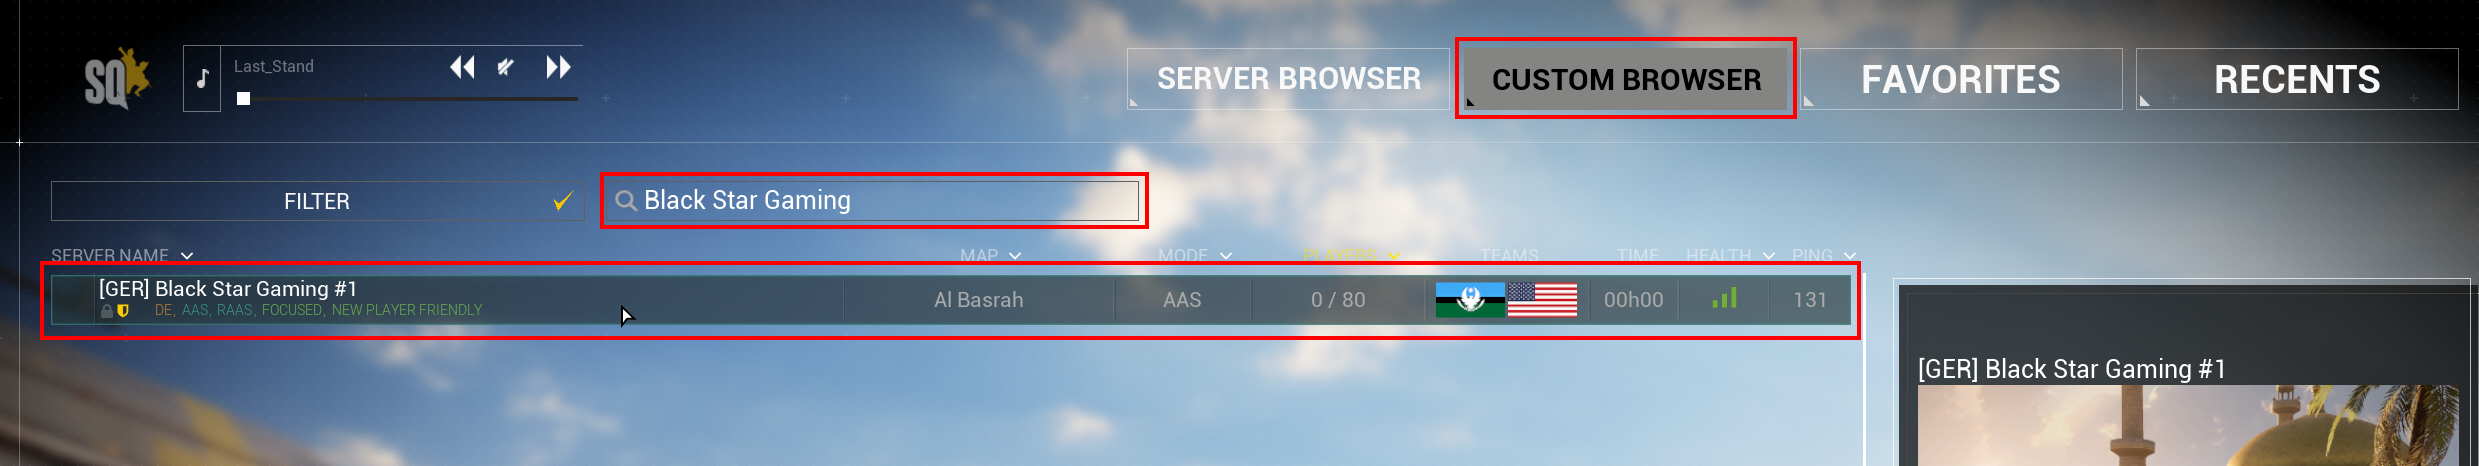 SQ
Last_Stand
SERVER BROWSER
CUSTOM BROWSER
FAVORITES
RECENTS
FILTER
Black Star Gaming
SERVER NAME
MAP
MODE
PLAYERS
TEAMS
TIME
HEALTH
PING
[GER] Black Star Gaming #1
DE, AAS, RAAS, FOCUSED, NEW PLAYER FRIENDLY
Al Basrah
AAS
0 / 80
00h00
131
[GER] Black Star Gaming #1